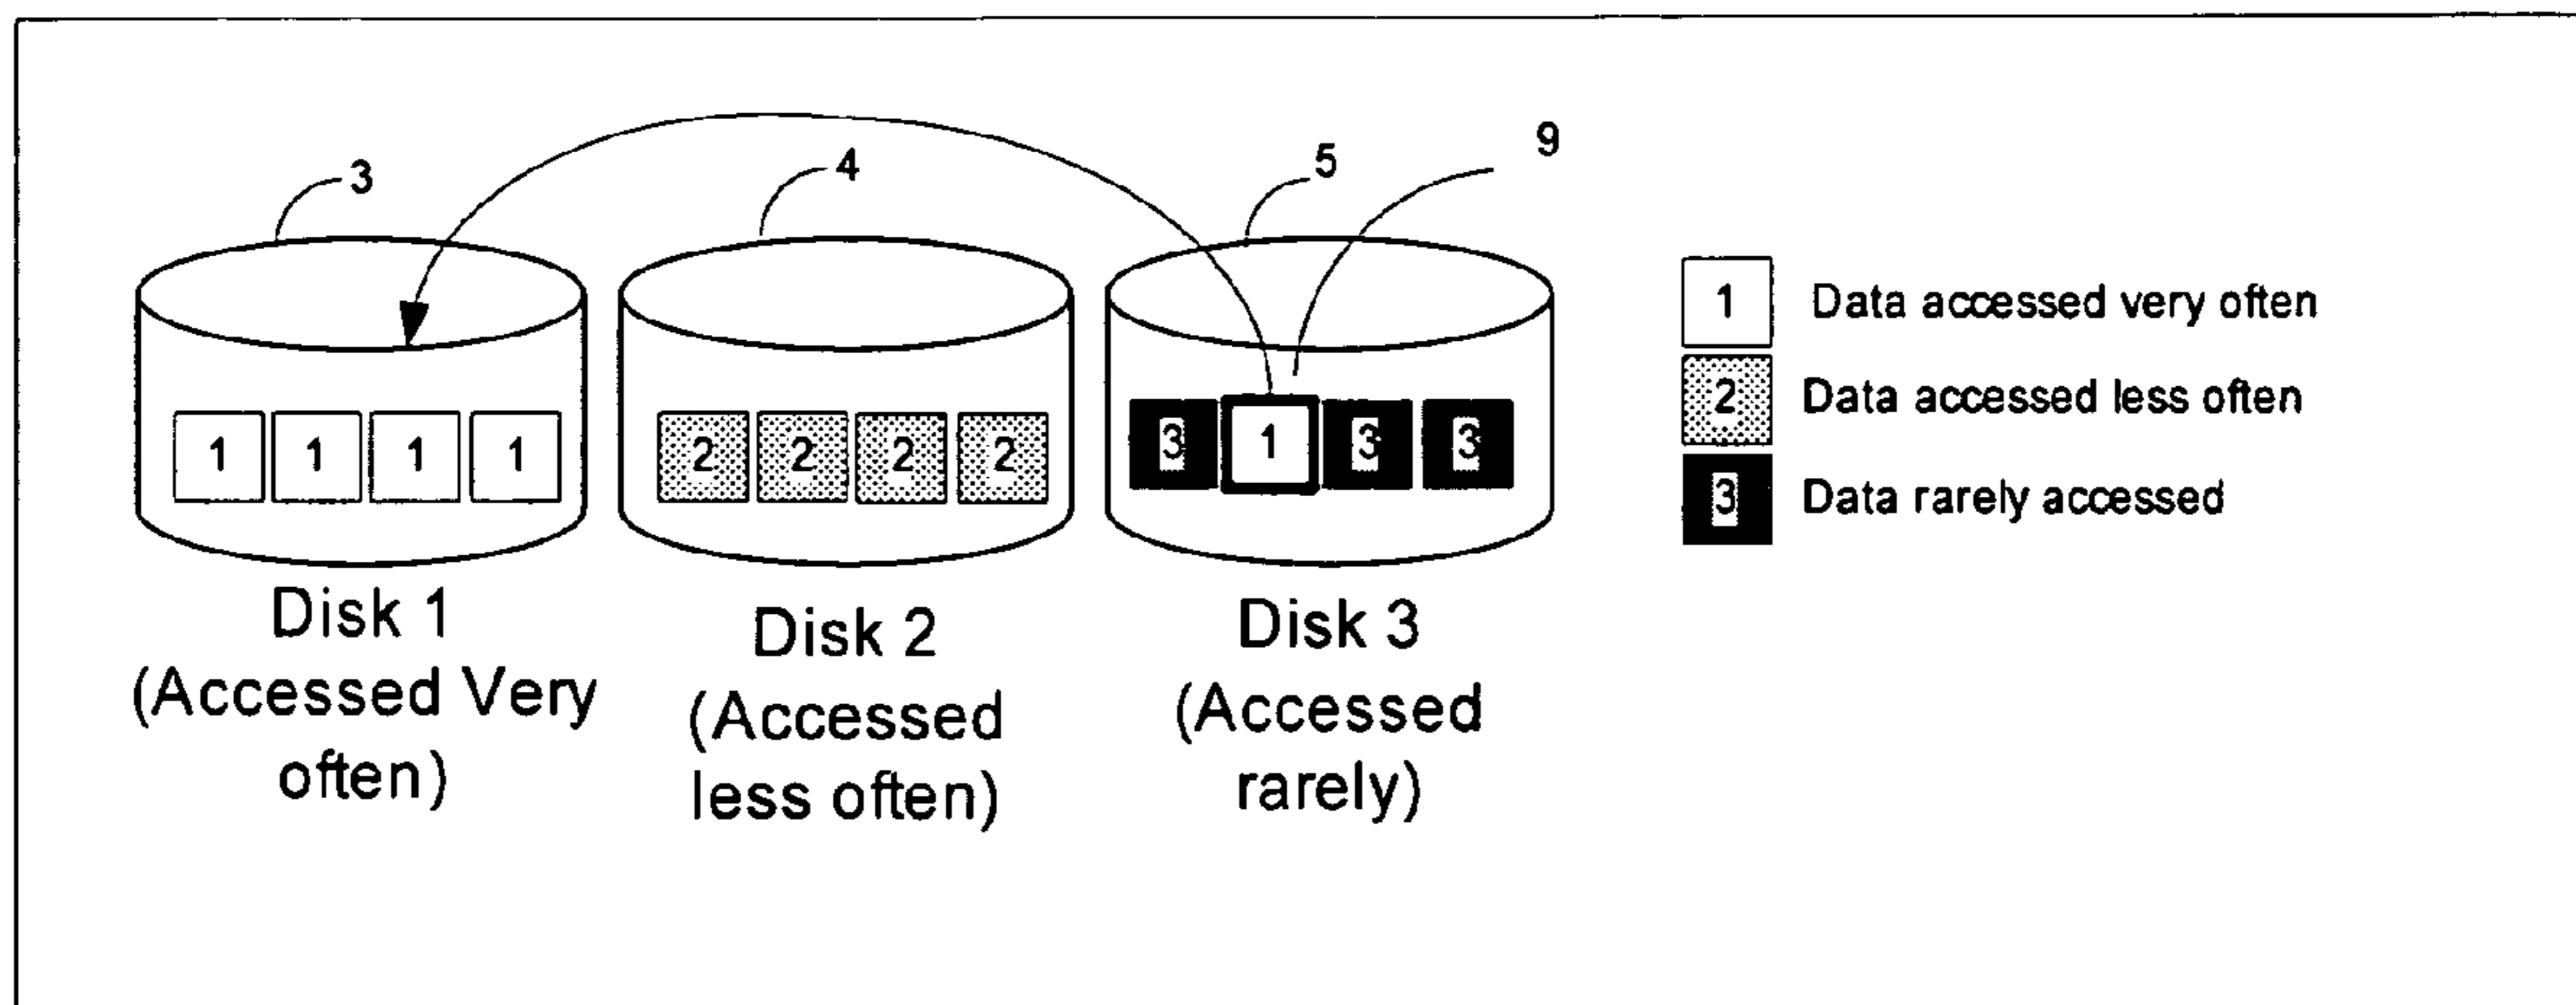 3
4
5
9
1 1 1 1
2 2 2 2
3 1 3 3
1 Data accessed very often
2 Data accessed less often
3 Data rarely accessed
Disk 1
(Accessed Very
often)
Disk 2
(Accessed
less often)
Disk 3
(Accessed
rarely)